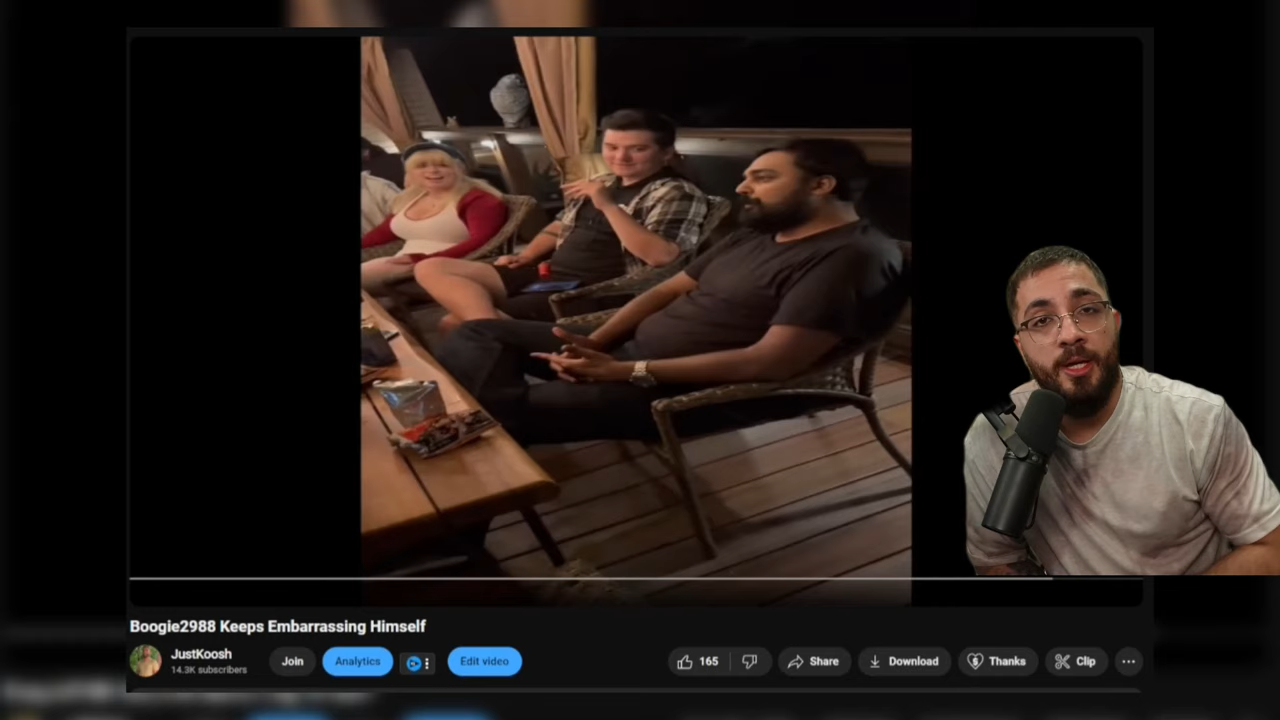 Boogie2988 Keeps Embarrassing Himself
JustKoosh
14.3K subscribers
Join
Analytics
Edit video
165
Share
Download
Thanks
Clip